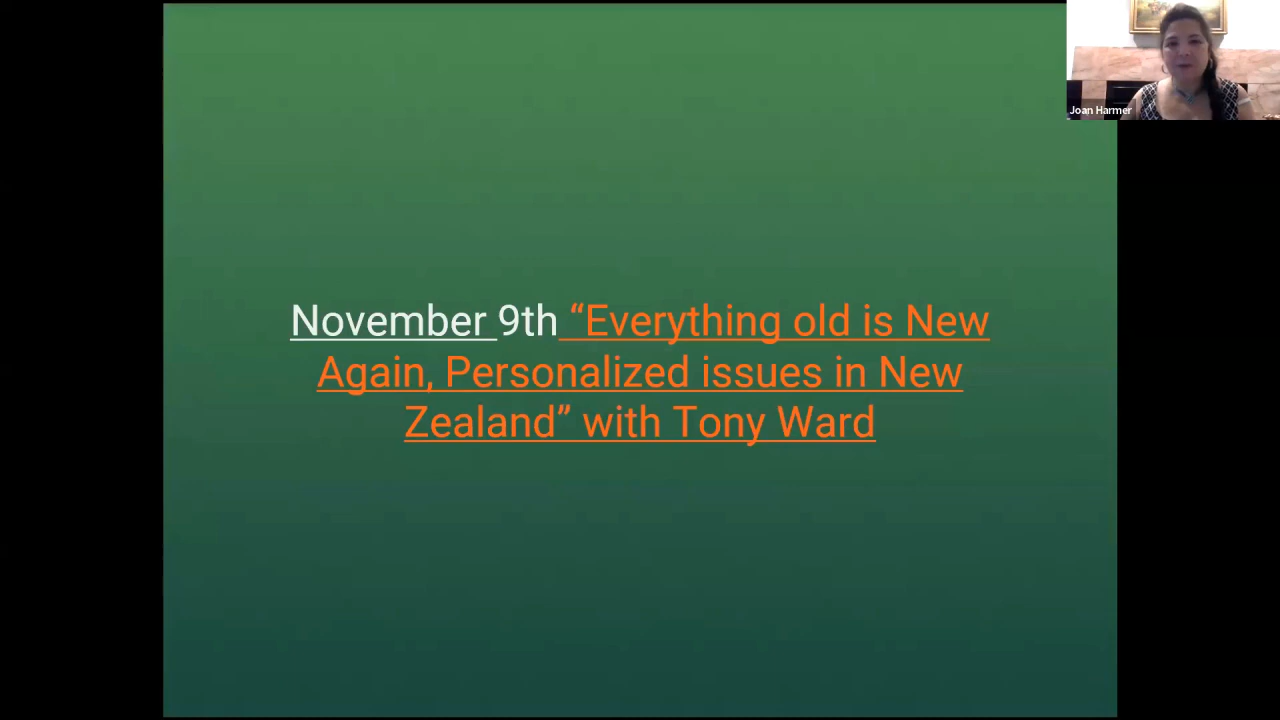 Joan Harmer
November 9th “Everything old is New
Again, Personalized issues in New
Zealand” with Tony Ward